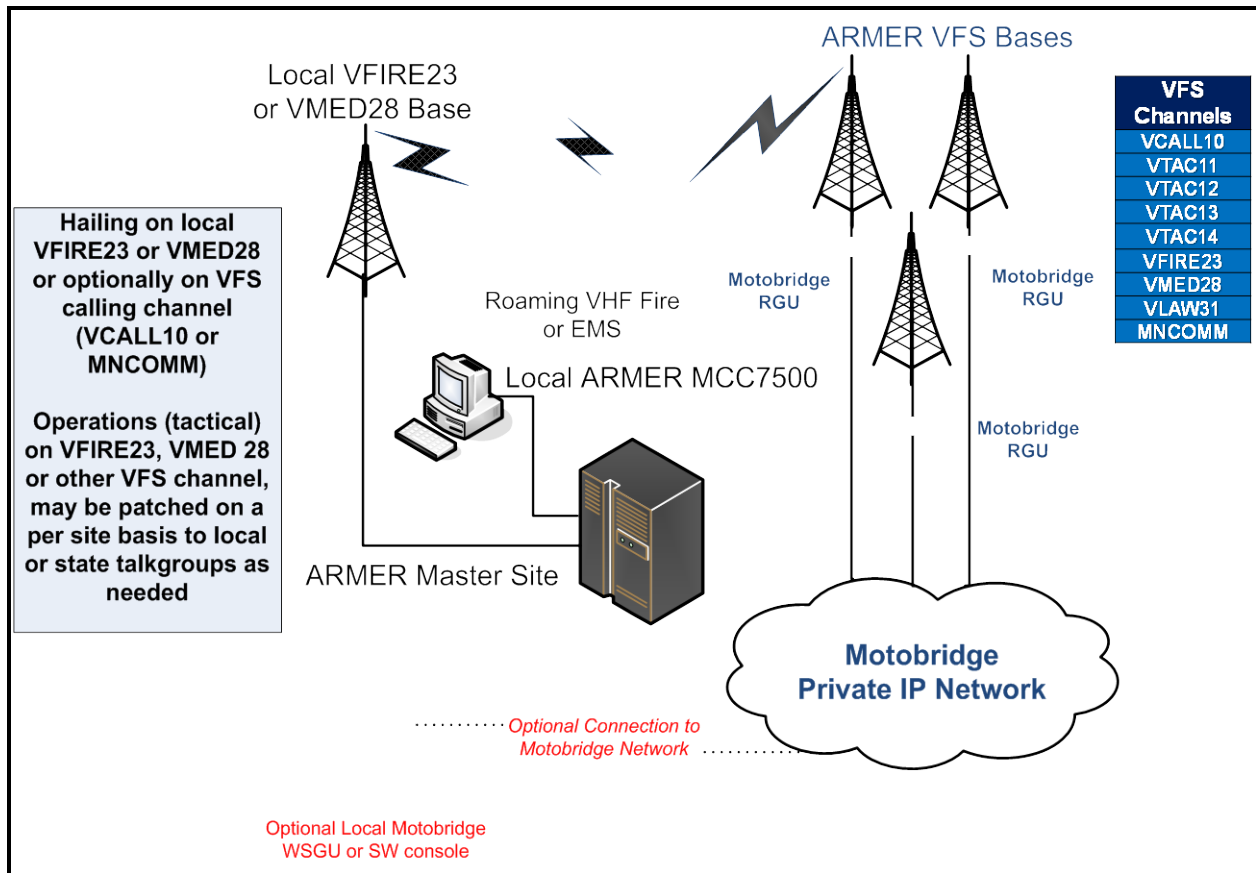 ARMER VFS Bases
Local VFIRE23
or VMED28 Base
VFS
Channels
VCALL10
VTAC11
VTAC12
VTAC13
VTAC14
VFIRE23
VMED28
VLAW31
MNCOMM
Hailing on local
VFIRE23 or VMED28
or optionally on VFS
calling channel
(VCALL10 or
MNCOMM)
Operations (tactical)
on VFIRE23, VMED 28
or other VFS channel,
may be patched on a
per site basis to local
or state talkgroups as
needed
Motobridge
RGU
Motobridge
RGU
Roaming VHF Fire
or EMS
Local ARMER MCC7500
Motobridge
RGU
ARMER Master Site
Motobridge
Private IP Network
Optional Connection to
Motobridge Network
Optional Local Motobridge
WSGU or SW console